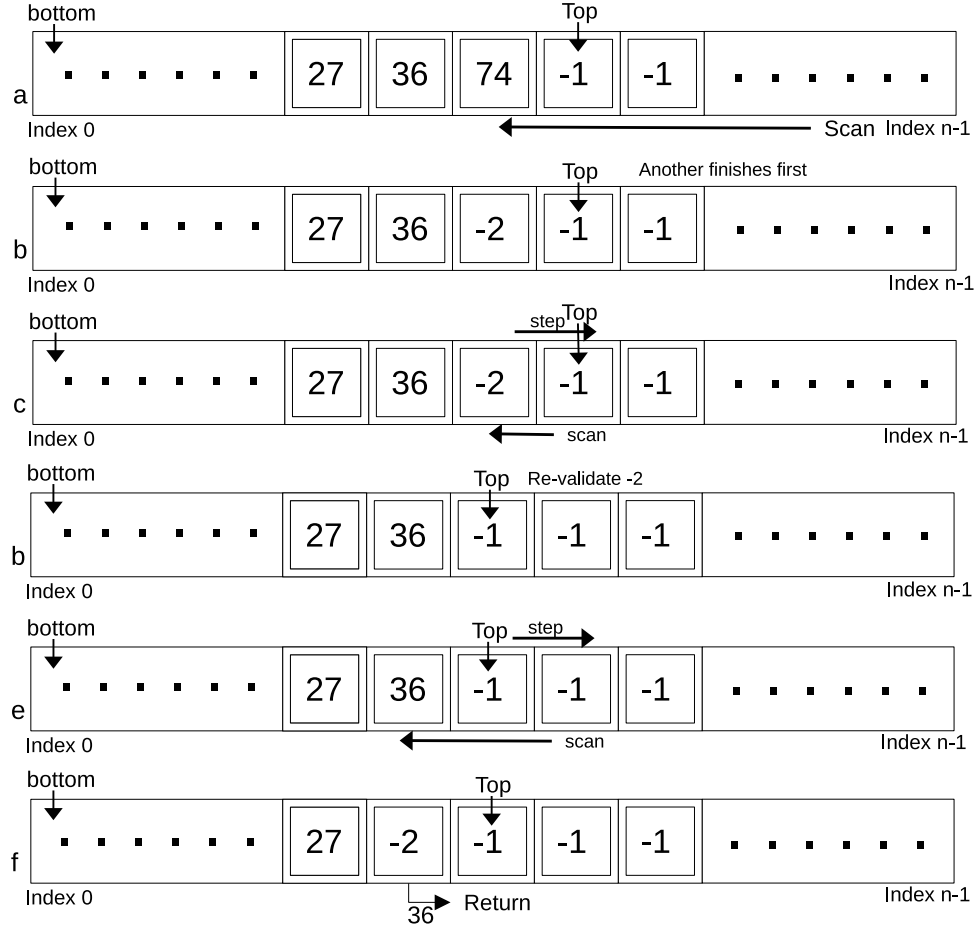 bottom Top
a 27 36 74 -1 -1
Index 0 Scan Index n-1
bottom Top Another finishes first
b 27 36 -2 -1 -1
Index 0 Index n-1
bottom step Top
c 27 36 -2 -1 -1
Index 0 scan Index n-1
bottom Top Re-validate -2
b 27 36 -1 -1 -1
Index 0 Index n-1
bottom Top step
e 27 36 -1 -1 -1
Index 0 scan Index n-1
bottom Top
f 27 -2 -1 -1 -1
Index 0 36 Return Index n-1